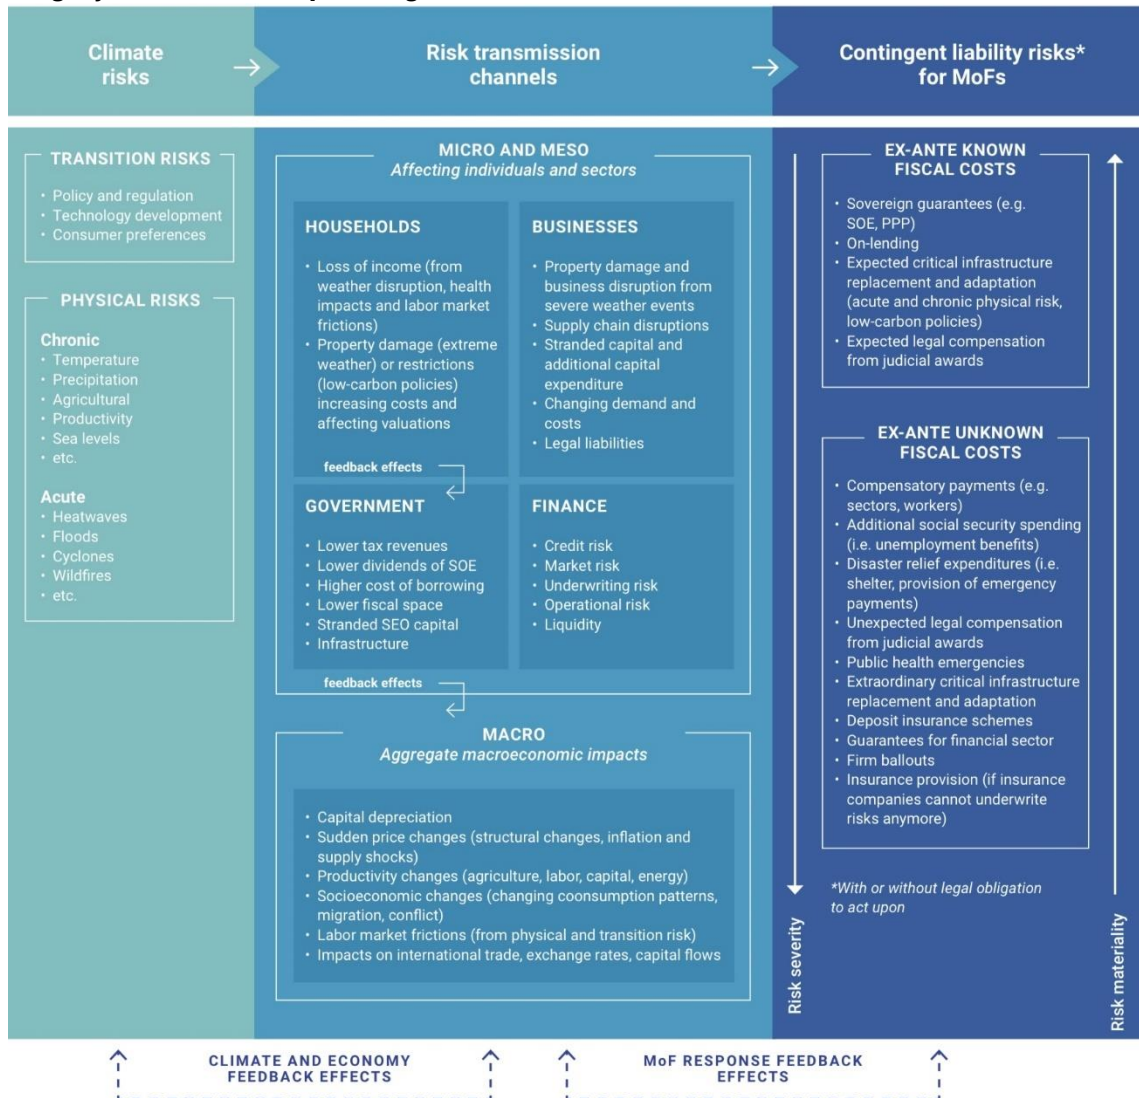 Climate
risks
Risk transmission
channels
Contingent liability risks*
for MoFs
TRANSITION RISKS
• Policy and regulation
• Technology development
• Consumer preferences
PHYSICAL RISKS
Chronic
• Temperature
• Precipitation
• Agricultural
• Productivity
• Sea levels
• etc.
Acute
• Heatwaves
• Floods
• Cyclones
• Wildfires
• etc.
MICRO AND MESO
Affecting individuals and sectors
HOUSEHOLDS
• Loss of income (from
weather disruption, health
impacts and labor market
frictions)
• Property damage (extreme
weather) or restrictions
(low-carbon policies)
increasing costs and
affecting valuations
BUSINESSES
• Property damage and
business disruption from
severe weather events
• Supply chain disruptions
• Stranded capital and
additional capital
expenditure
• Changing demand and
costs
• Legal liabilities
feedback effects
GOVERNMENT
• Lower tax revenues
• Lower dividends of SOE
• Higher cost of borrowing
• Lower fiscal space
• Stranded SEO capital
• Infrastructure
FINANCE
• Credit risk
• Market risk
• Underwriting risk
• Operational risk
• Liquidity
feedback effects
MACRO
Aggregate macroeconomic impacts
• Capital depreciation
• Sudden price changes (structural changes, inflation and
supply shocks)
• Productivity changes (agriculture, labor, capital, energy)
• Socioeconomic changes (changing coonsumption patterns,
migration, conflict)
• Labor market frictions (from physical and transition risk)
• Impacts on international trade, exchange rates, capital flows
EX-ANTE KNOWN
FISCAL COSTS
• Sovereign guarantees (e.g.
SOE, PPP)
• On-lending
• Expected critical infrastructure
replacement and adaptation
(acute and chronic physical risk,
low-carbon policies)
• Expected legal compensation
from judicial awards
EX-ANTE UNKNOWN
FISCAL COSTS
• Compensatory payments (e.g.
sectors, workers)
• Additional social security spending
(i.e. unemployment benefits)
• Disaster relief expenditures (i.e.
shelter, provision of emergency
payments)
• Unexpected legal compensation
from judicial awards
• Public health emergencies
• Extraordinary critical infrastructure
replacement and adaptation
• Deposit insurance schemes
• Guarantees for financial sector
• Firm ballouts
• Insurance provision (if insurance
companies cannot underwrite
risks anymore)
*With or without legal obligation
to act upon
Risk severity
Risk materiality
CLIMATE AND ECONOMY
FEEDBACK EFFECTS
MoF RESPONSE FEEDBACK
EFFECTS